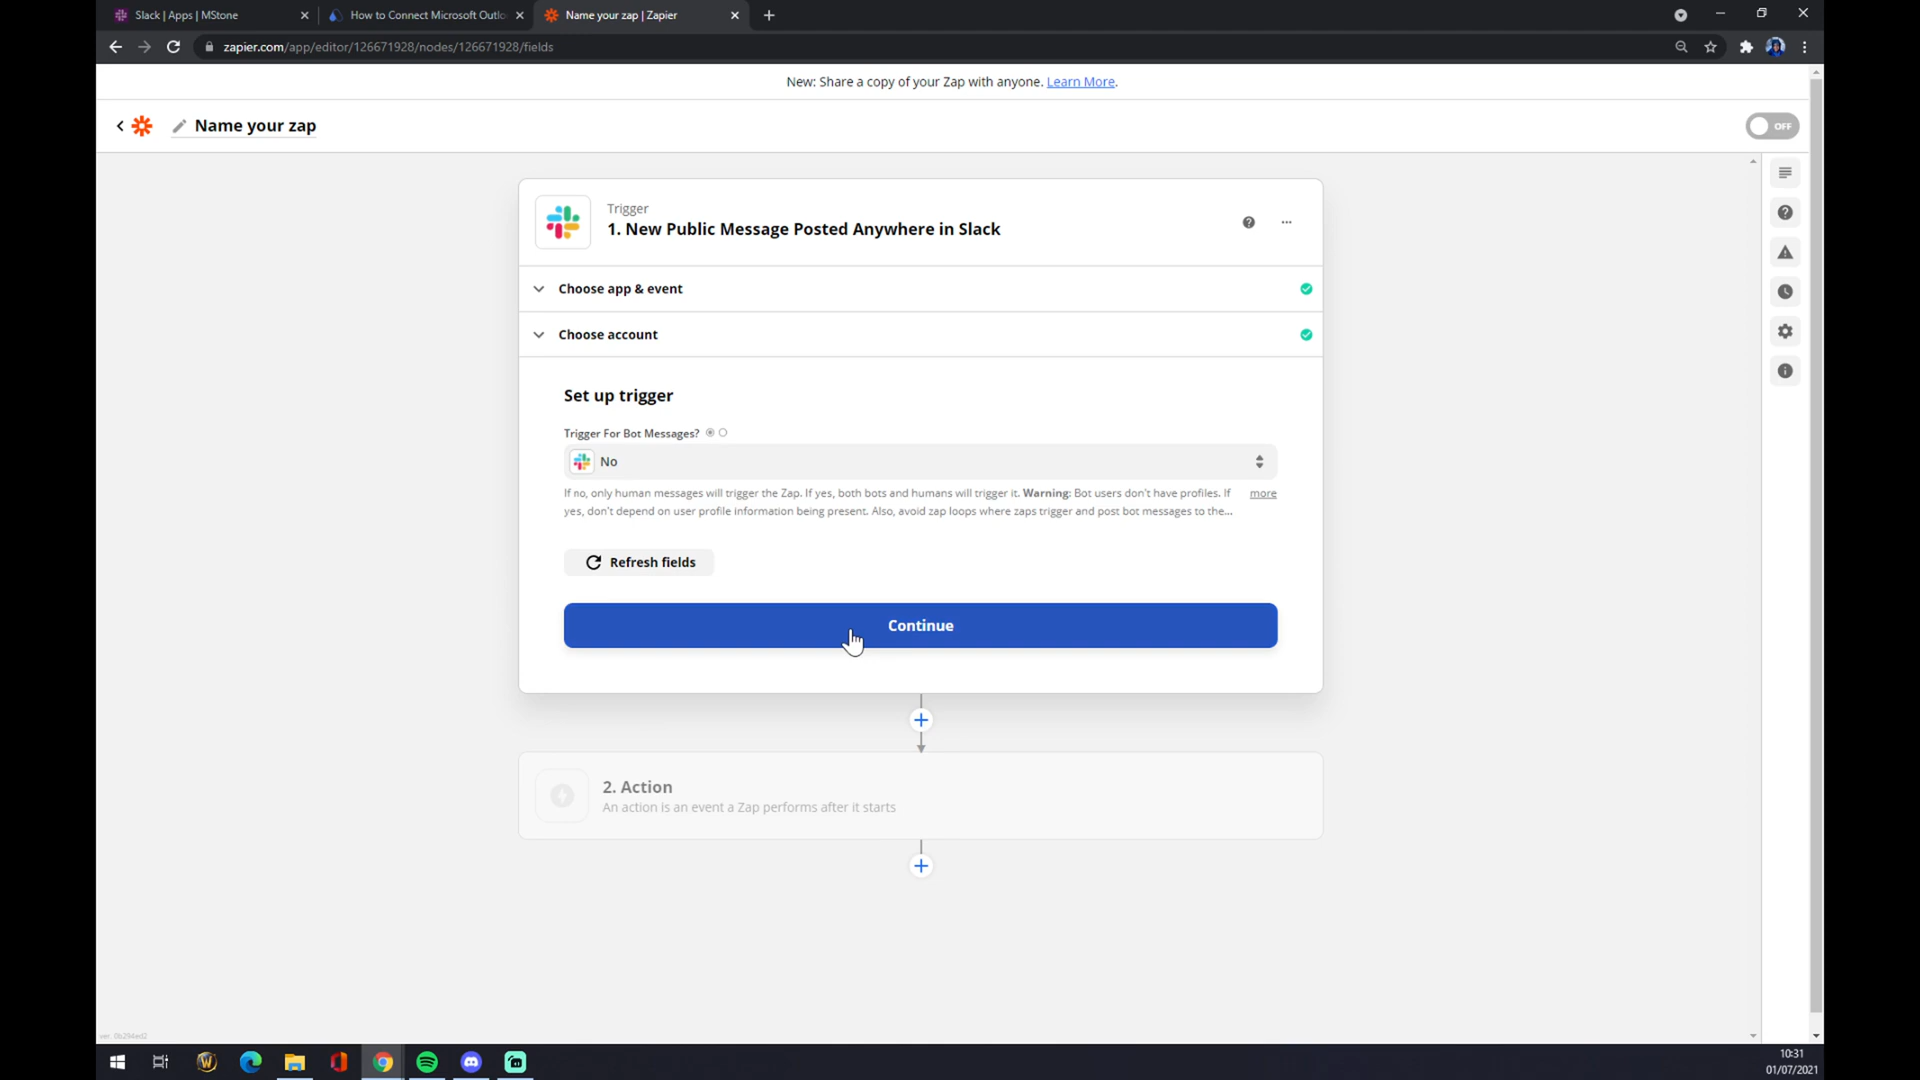 Slack | Apps | MStone
How to Connect Microsoft Outlo
Name your zap | Zapier
zapier.com/app/editor/126671928/nodes/126671928/fields
New: Share a copy of your Zap with anyone. Learn More.
Name your zap
OFF
Trigger
1. New Public Message Posted Anywhere in Slack
Choose app & event
Choose account
Set up trigger
Trigger For Bot Messages?
No
If no, only human messages will trigger the Zap. If yes, both bots and humans will trigger it. Warning: Bot users don't have profiles. If more
yes, don't depend on user profile information being present. Also, avoid zap loops where zaps trigger and post bot messages to the...
Refresh fields
Continue
2. Action
An action is an event a Zap performs after it starts
ver. 0b294ed2
10:31
01/07/2021